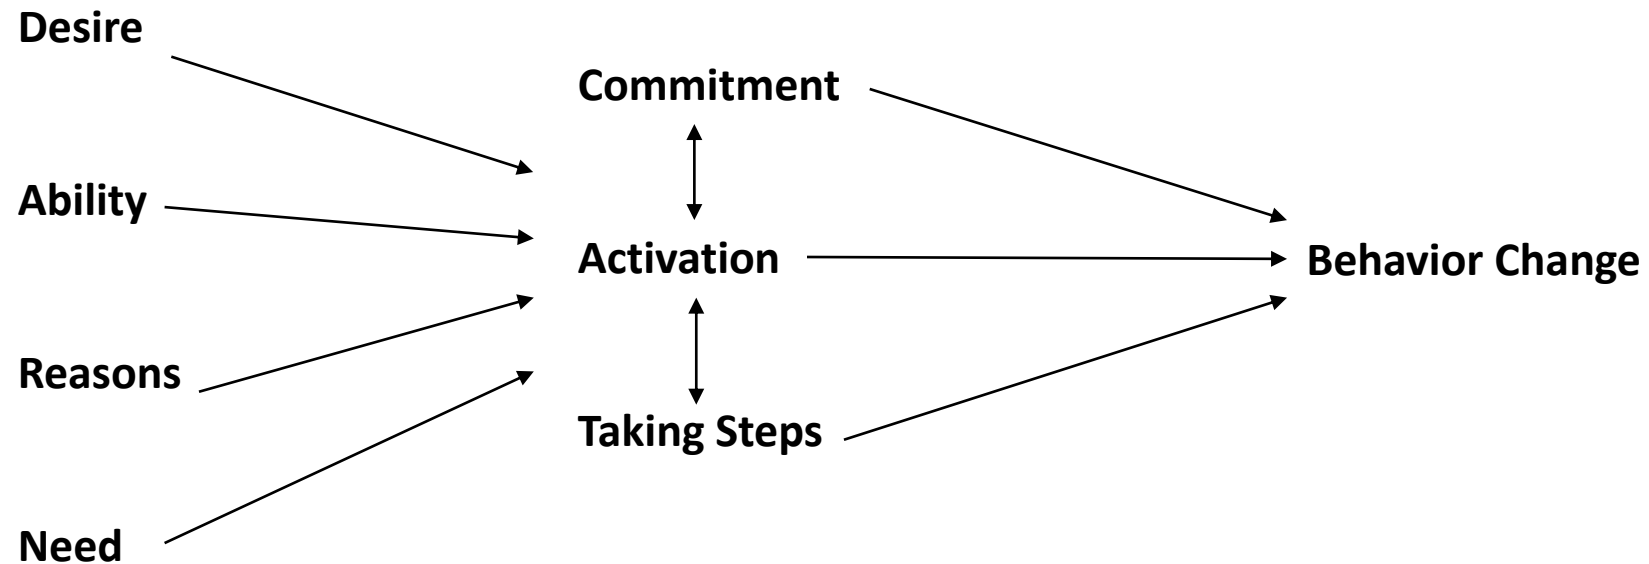 Desire
Ability
Reasons
Need
Commitment
Activation
Taking Steps
Behavior Change